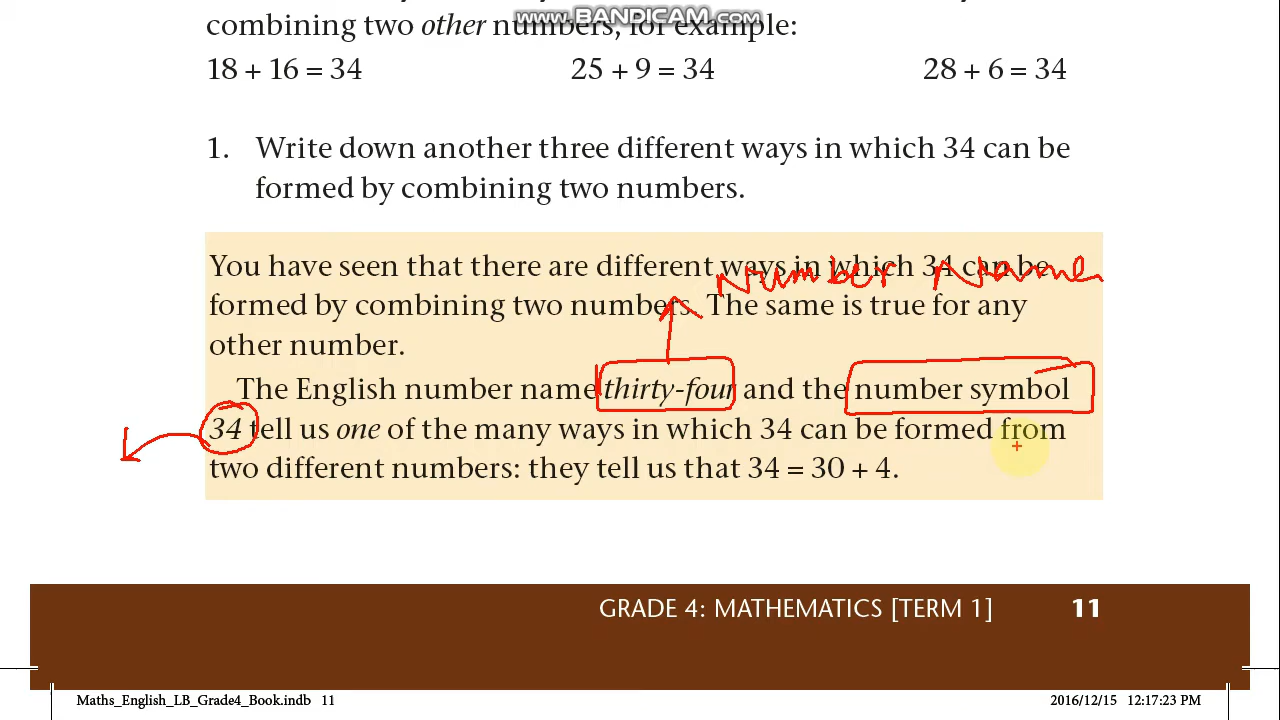 www.BANDICAM.com
combining two other numbers, for example:
18 + 16 = 34 25 + 9 = 34 28 + 6 = 34
1. Write down another three different ways in which 34 can be
formed by combining two numbers.
Number Name
You have seen that there are different ways in which 34 can be
formed by combining two numbers. The same is true for any
other number.
The English number name thirty-four and the number symbol
34 tell us one of the many ways in which 34 can be formed from
two different numbers: they tell us that 34 = 30 + 4.
GRADE 4: MATHEMATICS [TERM 1] 11
Maths_English_LB_Grade4_Book.indb 11 2016/12/15 12:17:23 PM